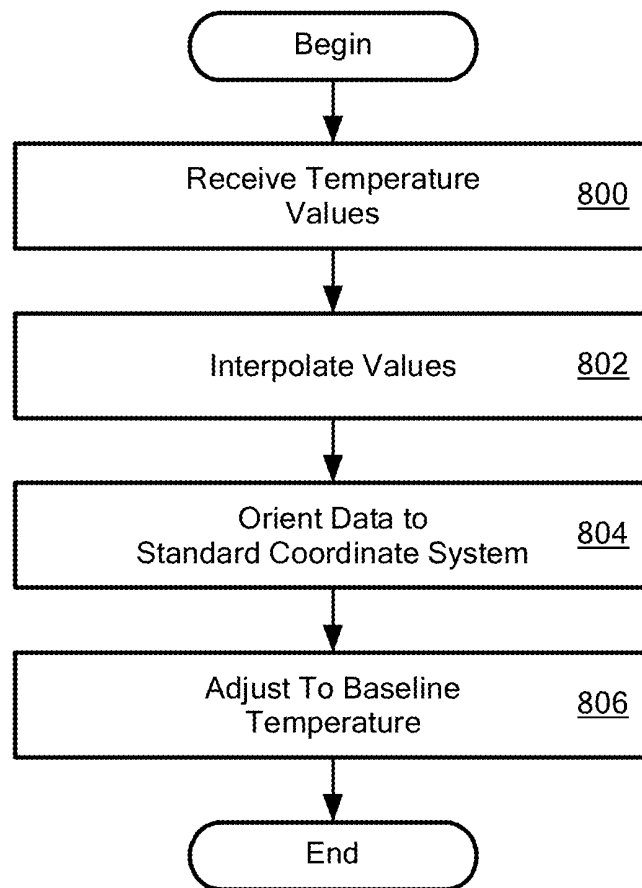 Begin
Receive Temperature
Values
800
Interpolate Values 802
Orient Data to
Standard Coordinate System
804
Adjust To Baseline
Temperature
806
End